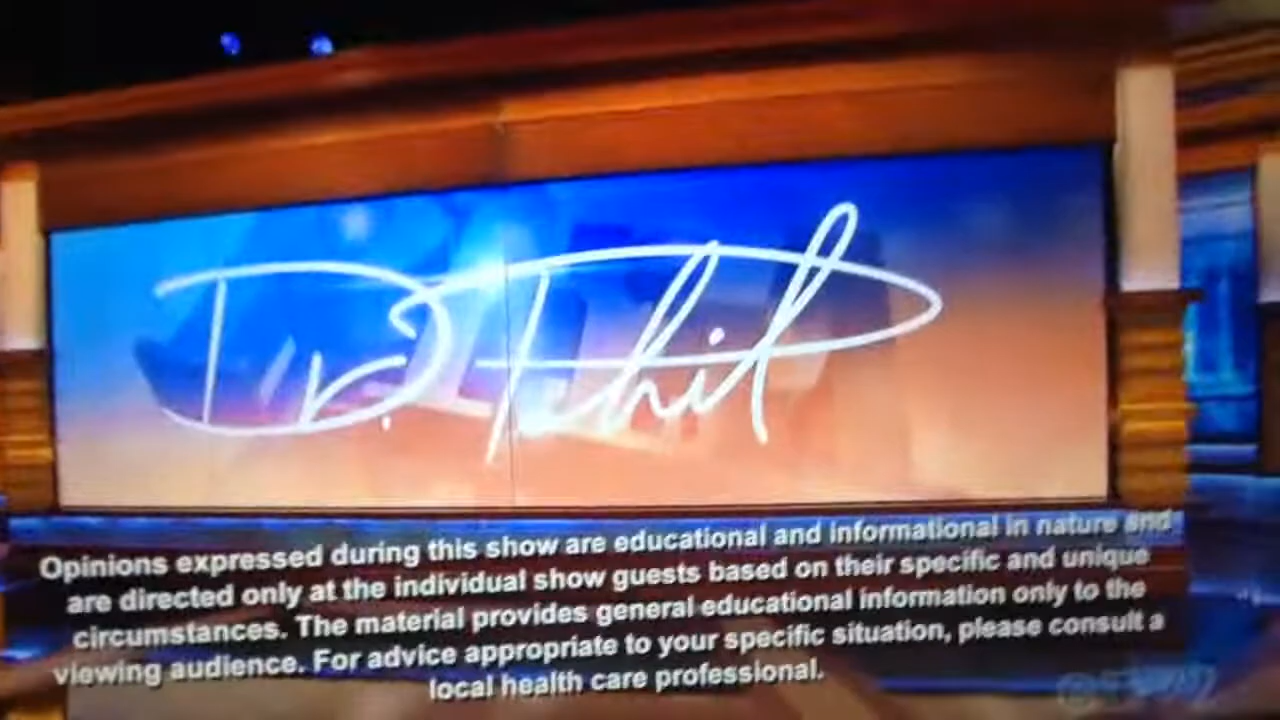 Dr. Phil
Opinions expressed during this show are educational and informational in nature and
are directed only at the individual show guests based on their specific and unique
circumstances. The material provides general educational information only to the
viewing audience. For advice appropriate to your specific situation, please consult a
local health care professional.